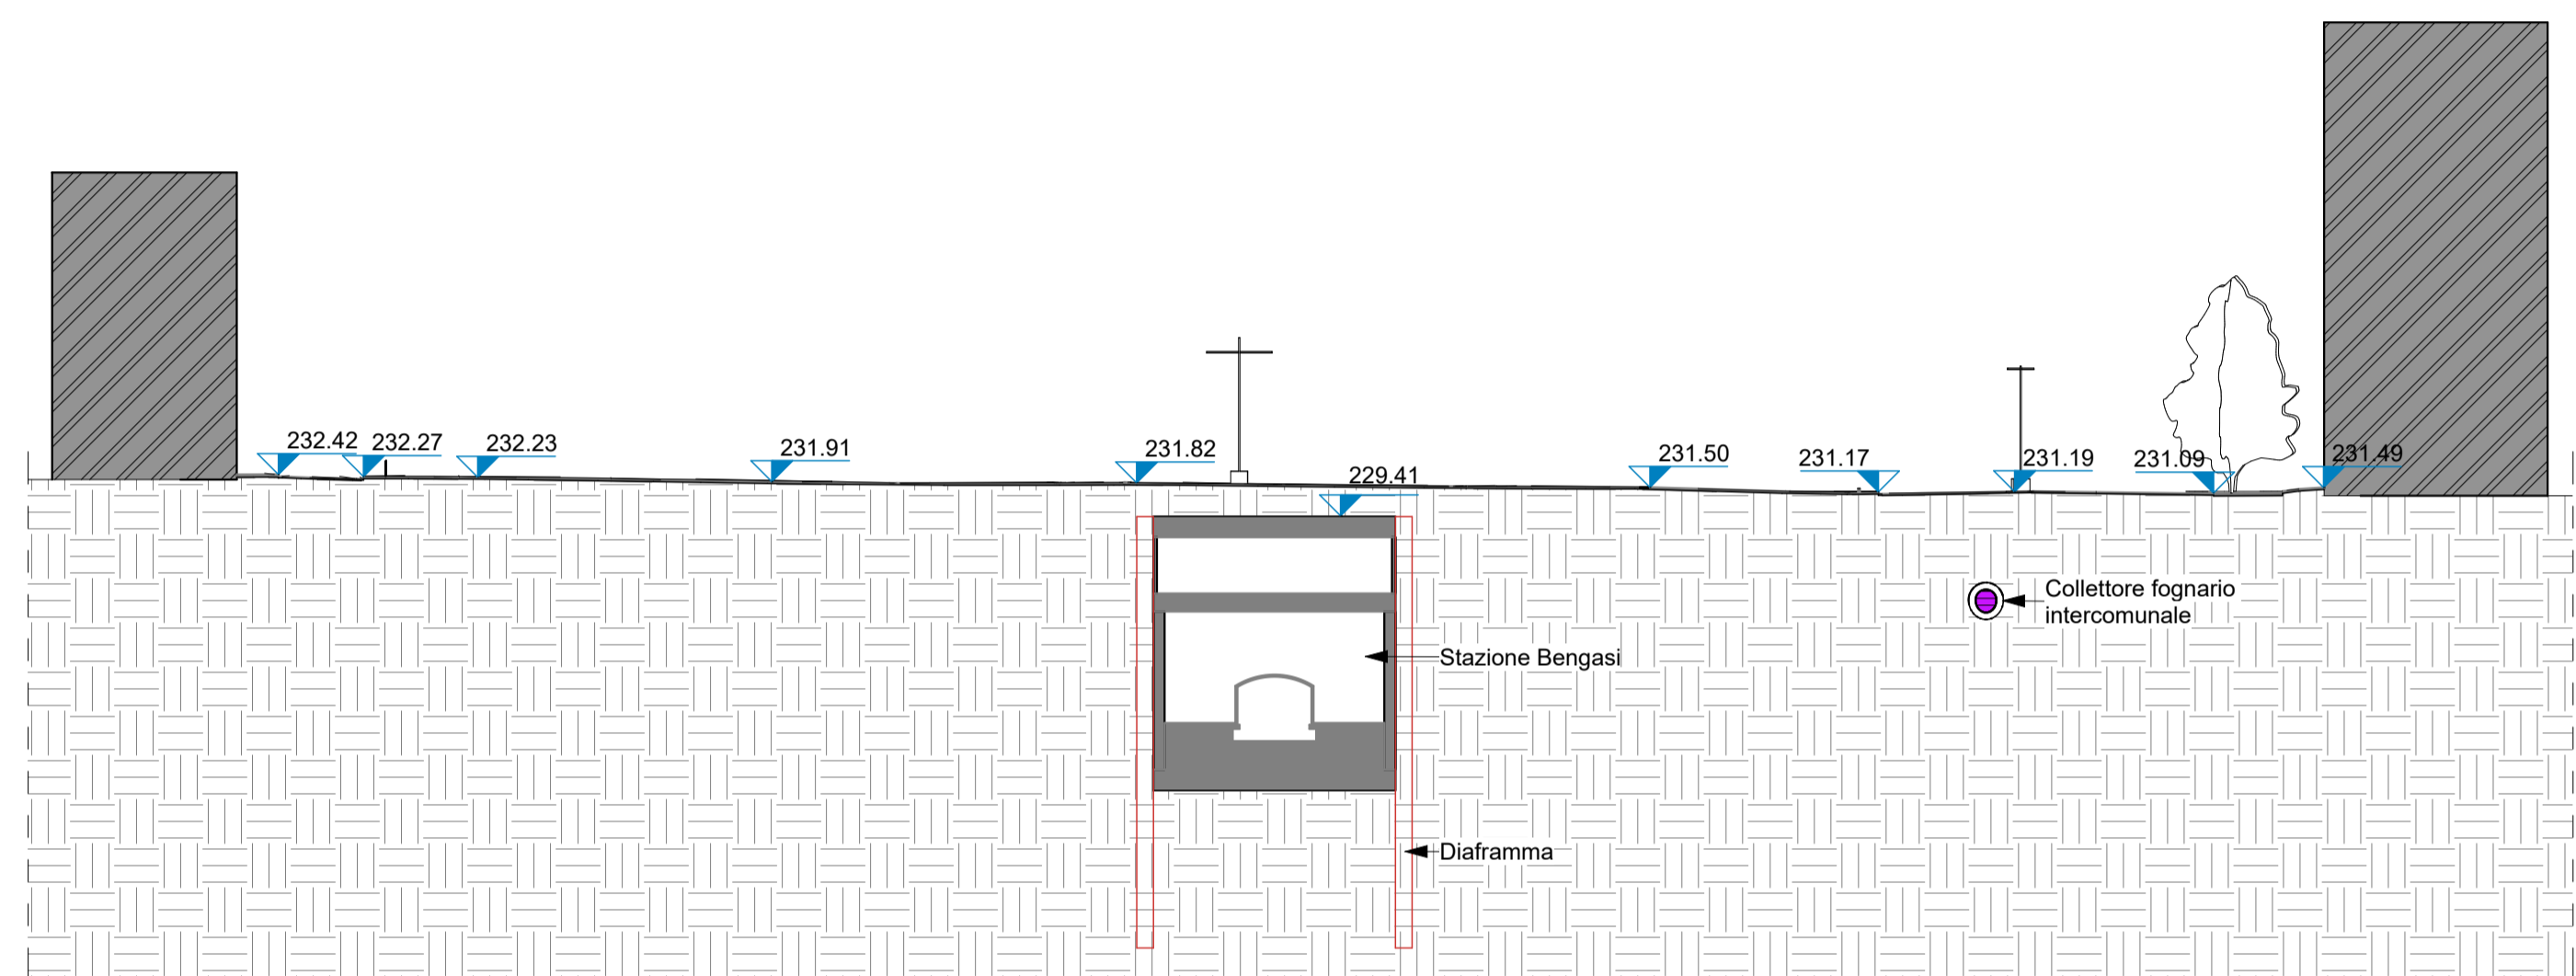 232.42
232.27
232.23
231.91
231.82
229.41
231.50
231.17
231.19
231.09
231.49
Collettore fognario
intercomunale
Stazione Bengasi
Diaframma